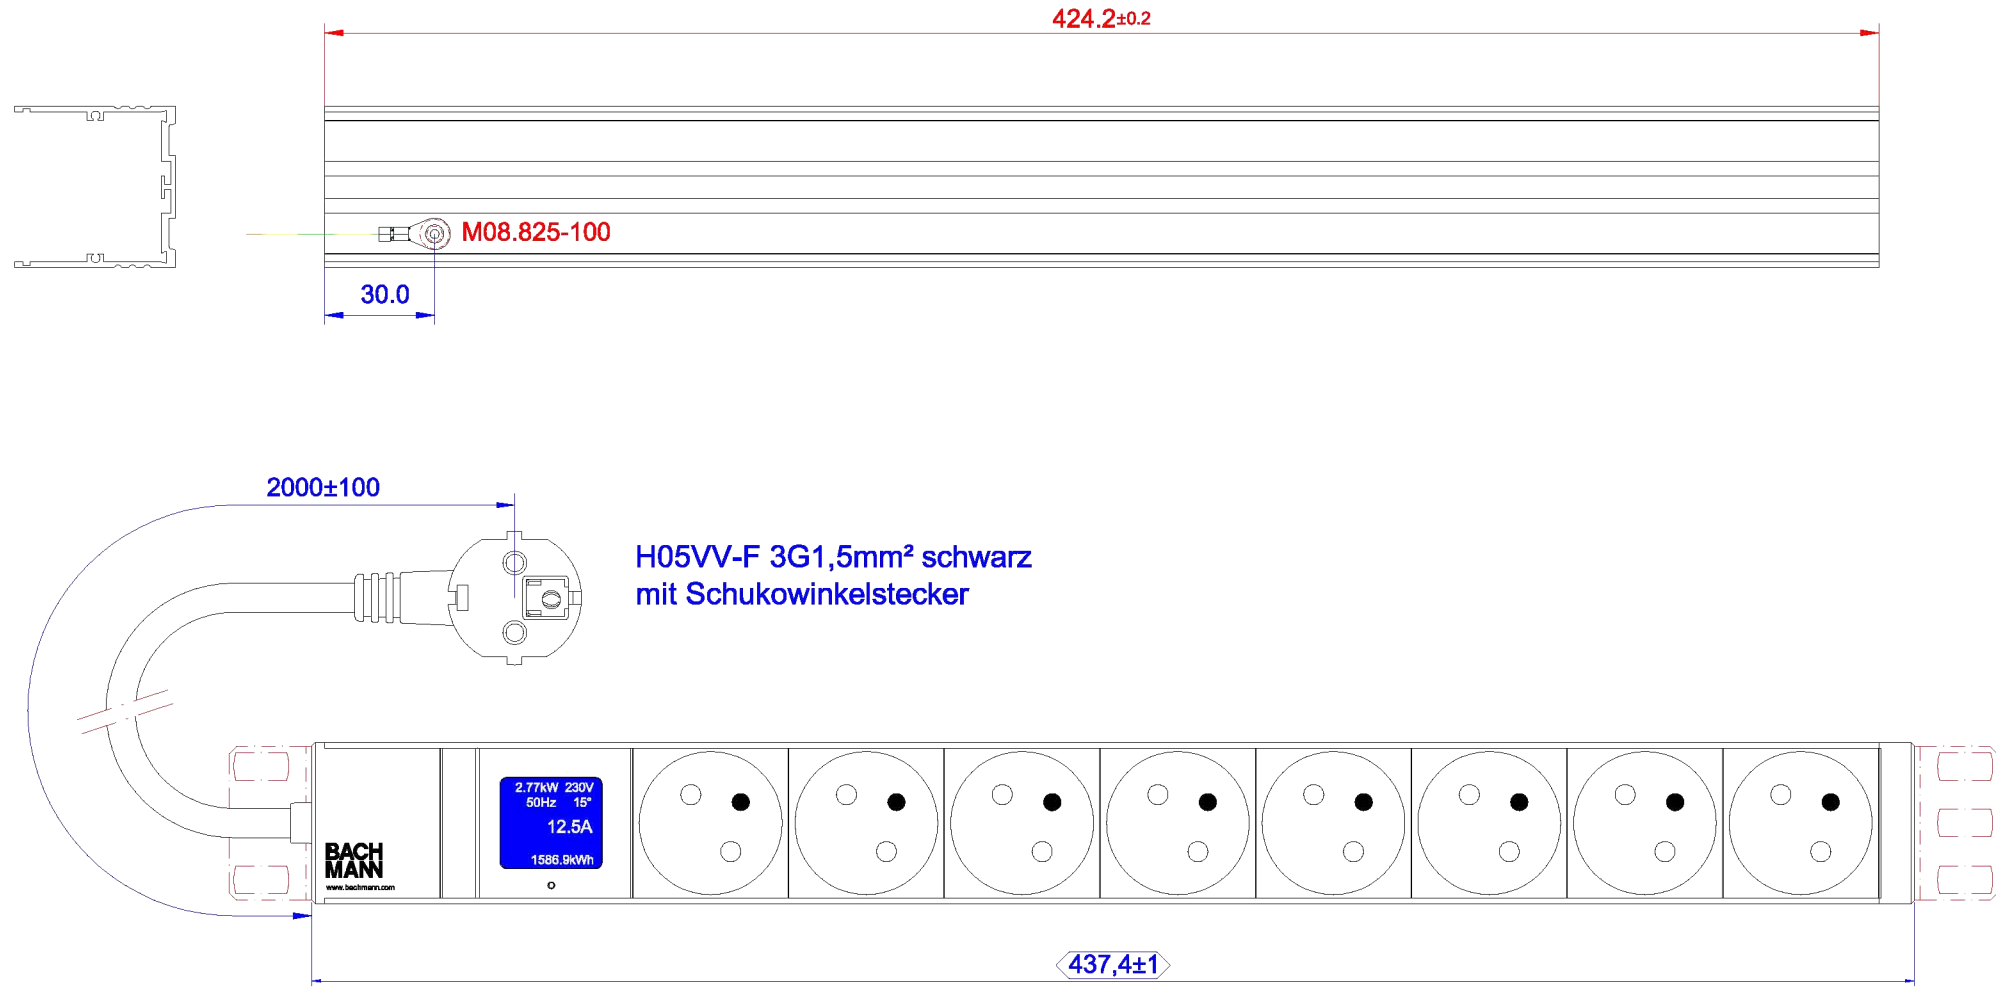 424.2±0.2
M08.825-100
30.0
2000±100
H05VV-F 3G1,5mm² schwarz
mit Schukowinkelstecker
2.77kW 230V
50Hz 15°
12.5A
1586.9kWh
BACH
MANN
www.bachmann.com
437,4±1